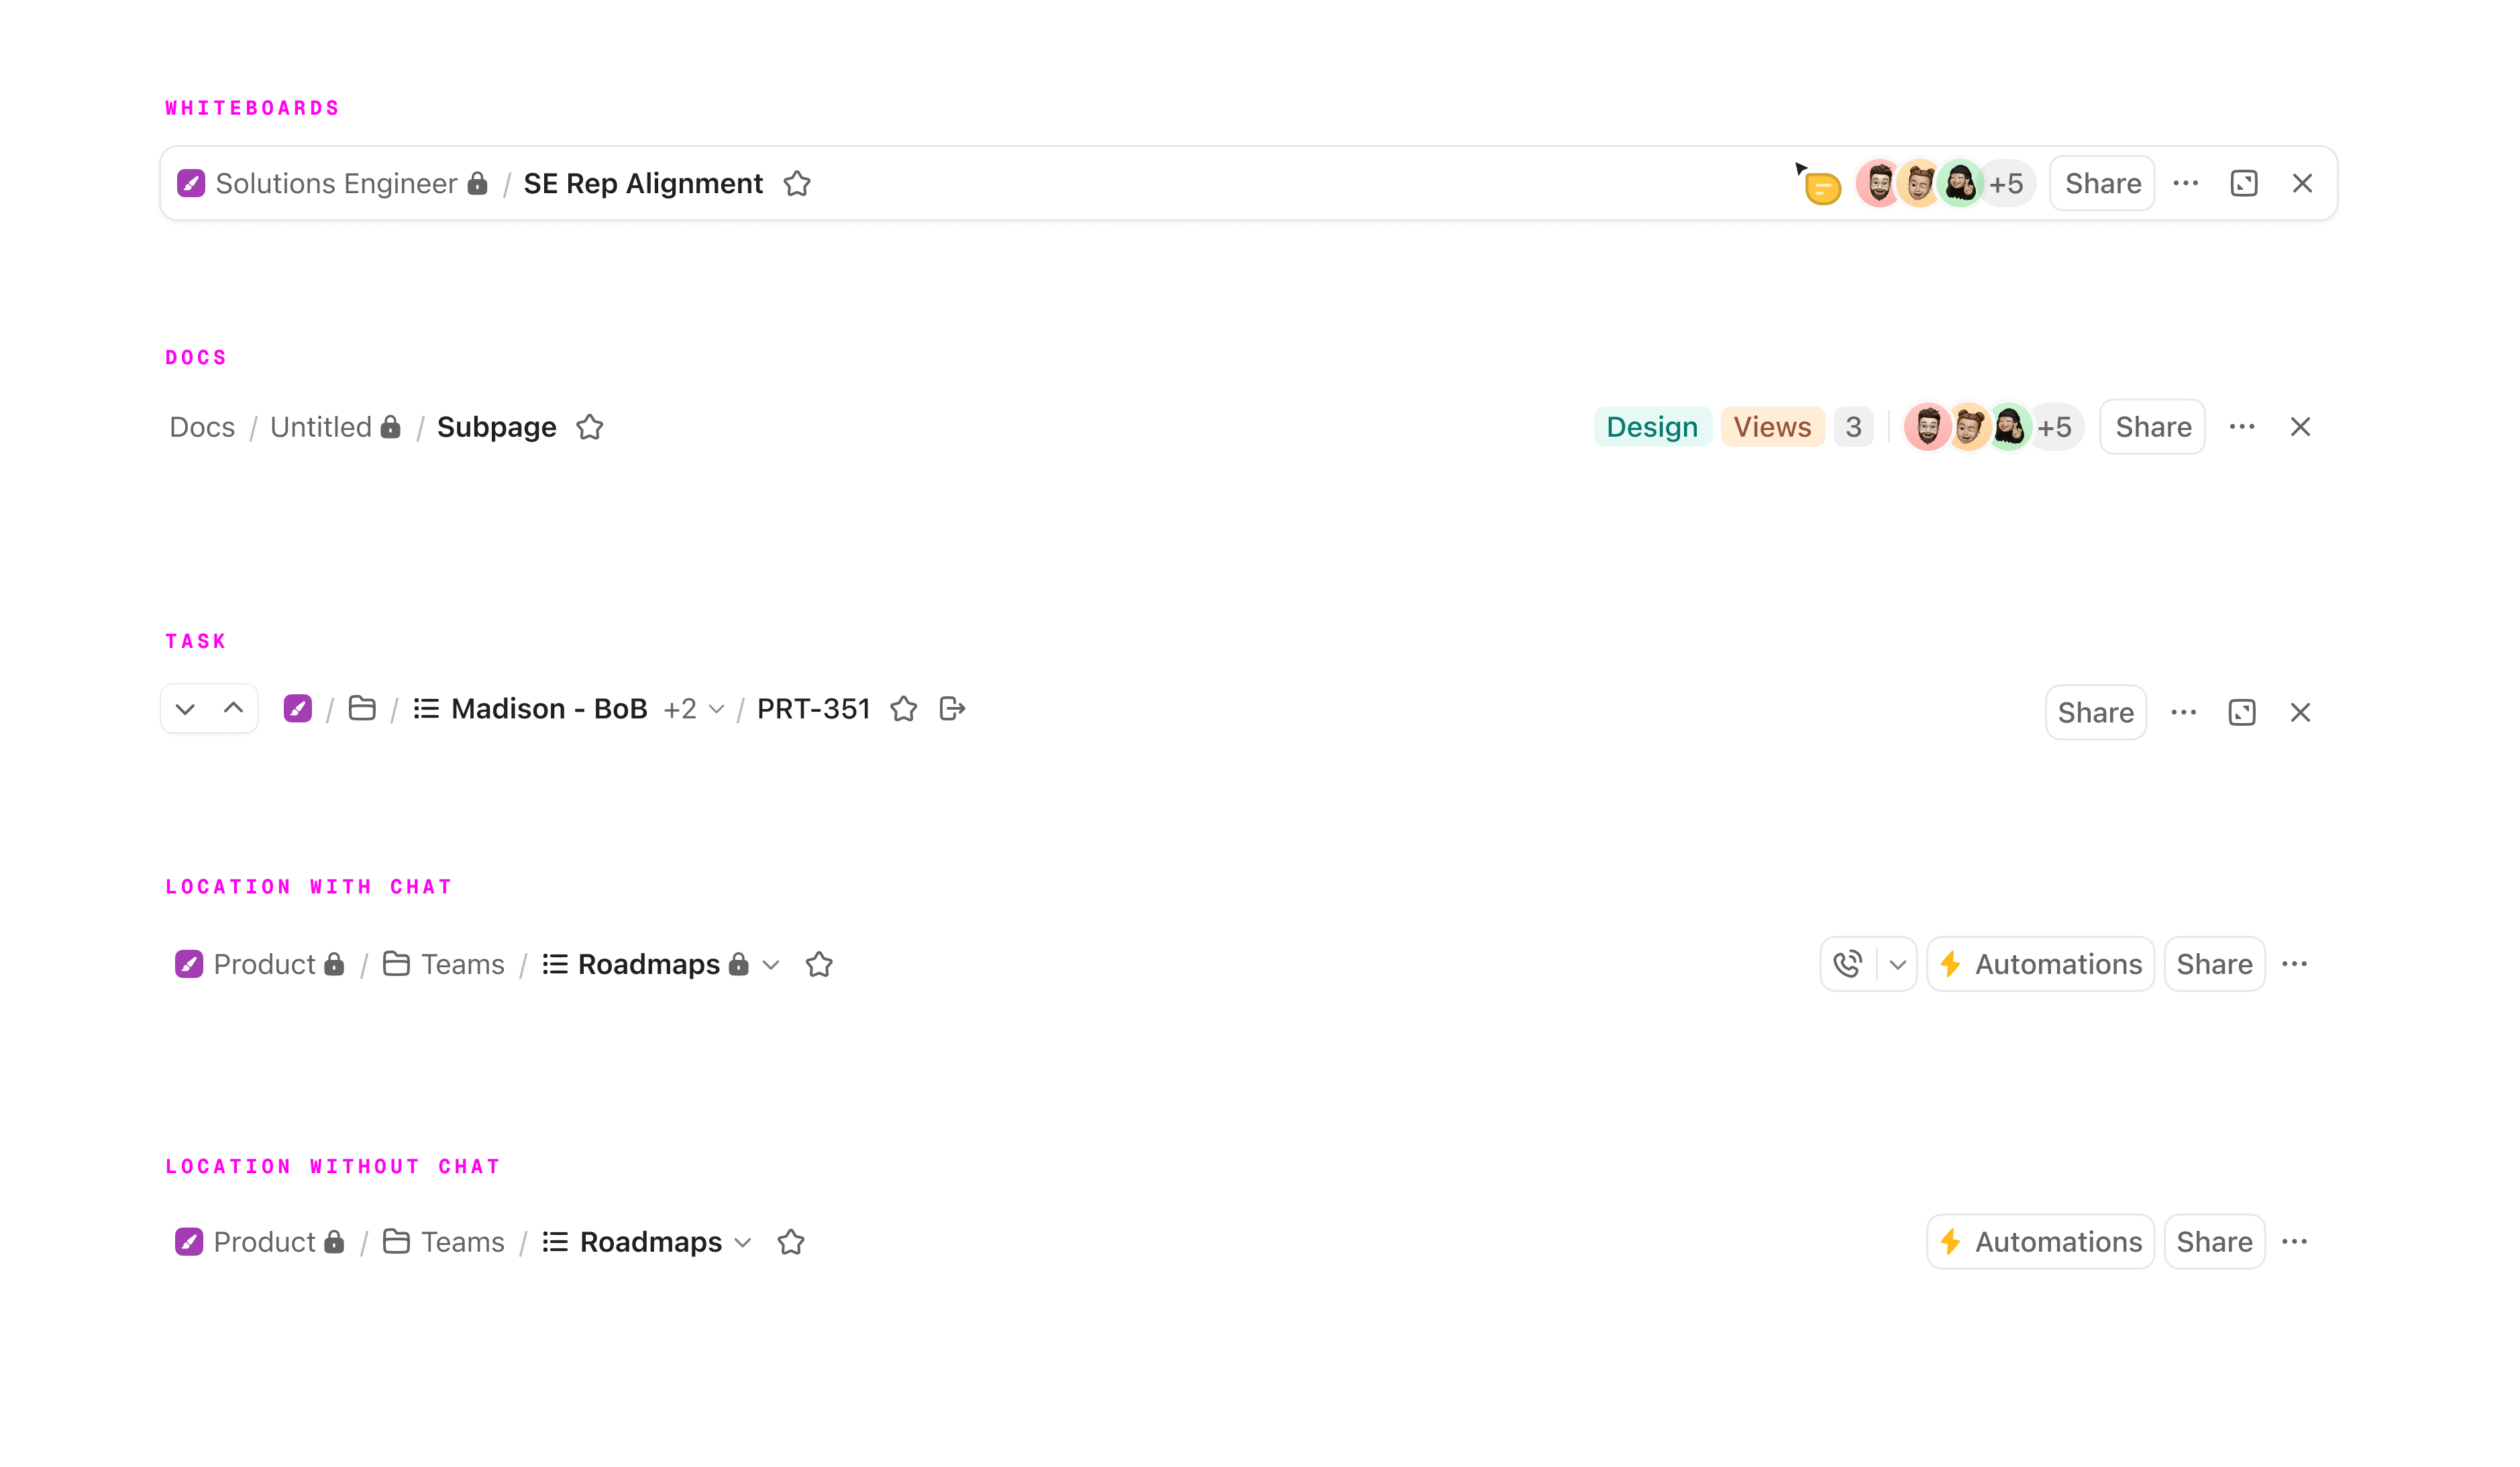 WHITEBOARDS
Solutions Engineer / SE Rep Alignment +5 Share
DOCS
Docs / Untitled / Subpage Design Views 3 +5 Share
TASK
/ / Madison - BoB +2 / PRT-351 Share
LOCATION WITH CHAT
Product / Teams / Roadmaps Automations Share
LOCATION WITHOUT CHAT
Product / Teams / Roadmaps Automations Share